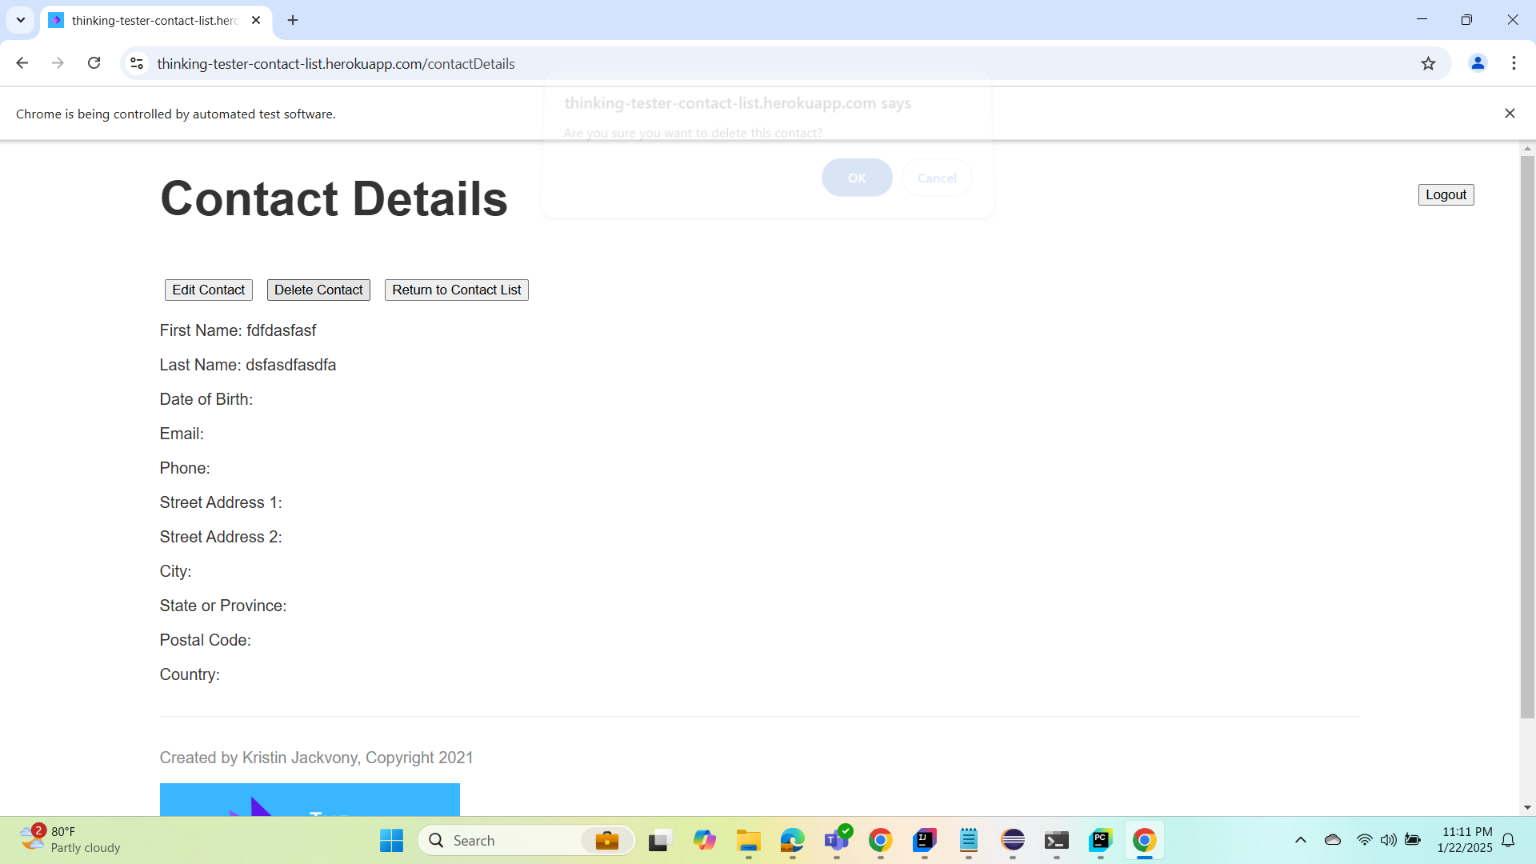 thinking-tester-contact-list.herc
thinking-tester-contact-list.herokuapp.com/contactDetails
Chrome is being controlled by automated test software.
thinking-tester-contact-list.herokuapp.com says
Are you sure you want to delete this contact?
OK
Cancel
Contact Details
Logout
Edit Contact
Delete Contact
Return to Contact List
First Name: fdfdasfasf
Last Name: dsfasdfasdfa
Date of Birth:
Email:
Phone:
Street Address 1:
Street Address 2:
City:
State or Province:
Postal Code:
Country:
Created by Kristin Jackvony, Copyright 2021
2
80°F
Partly cloudy
Search
11:11 PM
1/22/2025